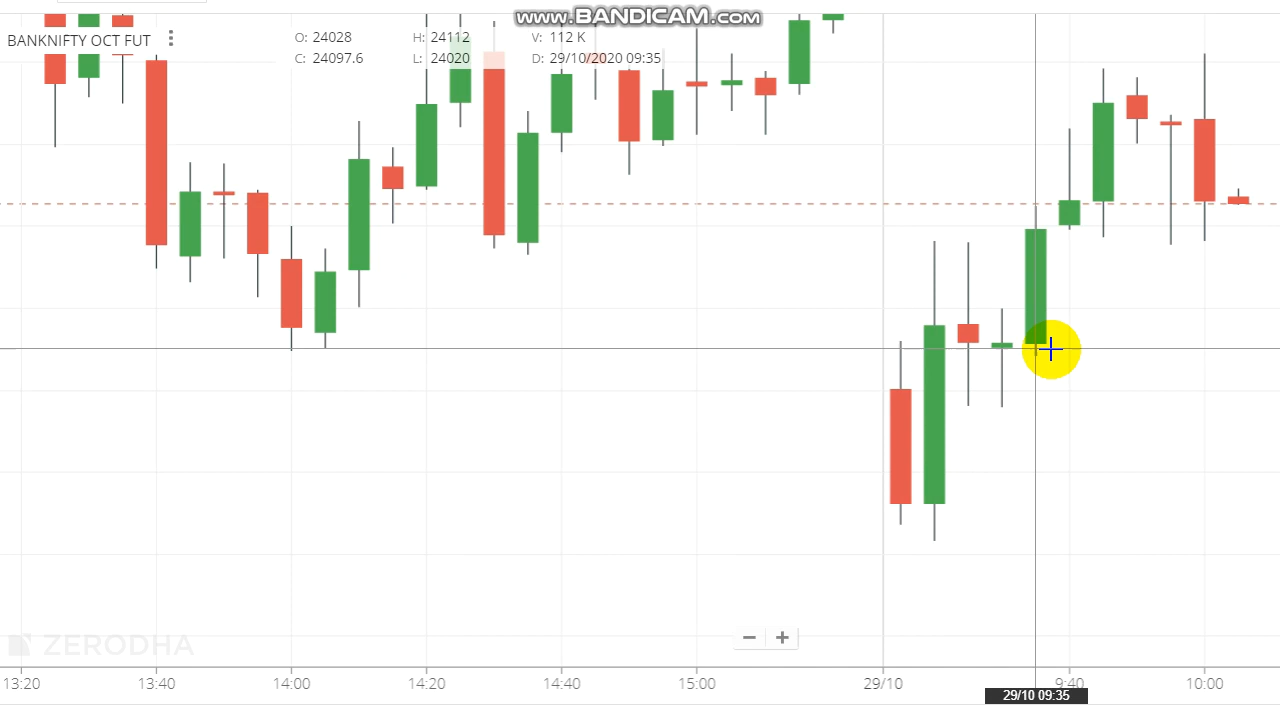 www.BANDICAM.com
BANKNIFTY OCT FUT
O: 24028 H: 24112 V: 112 K
C: 24097.6 L: 24020 D: 29/10/2020 09:35
ZERODHA
13:20 13:40 14:00 14:20 14:40 15:00 29/10 9:40 10:00
29/10 09:35